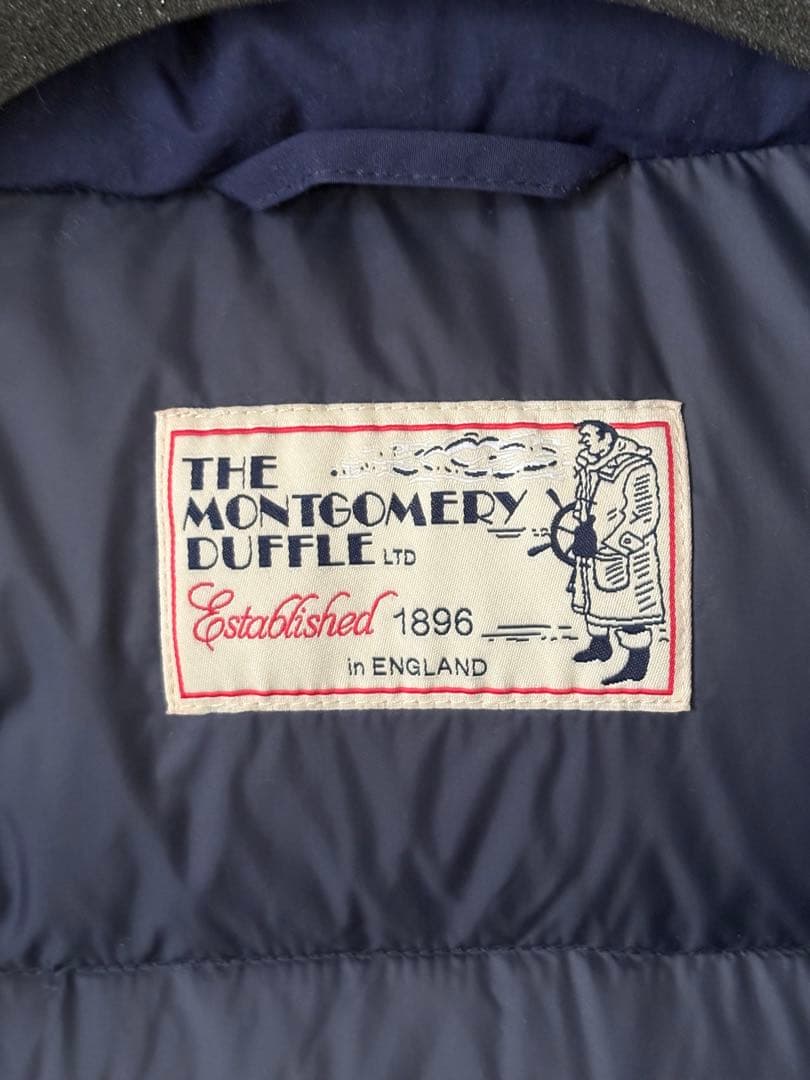 THE
MONTGOMERY
DUFFLE LTD
Established 1896
in ENGLAND